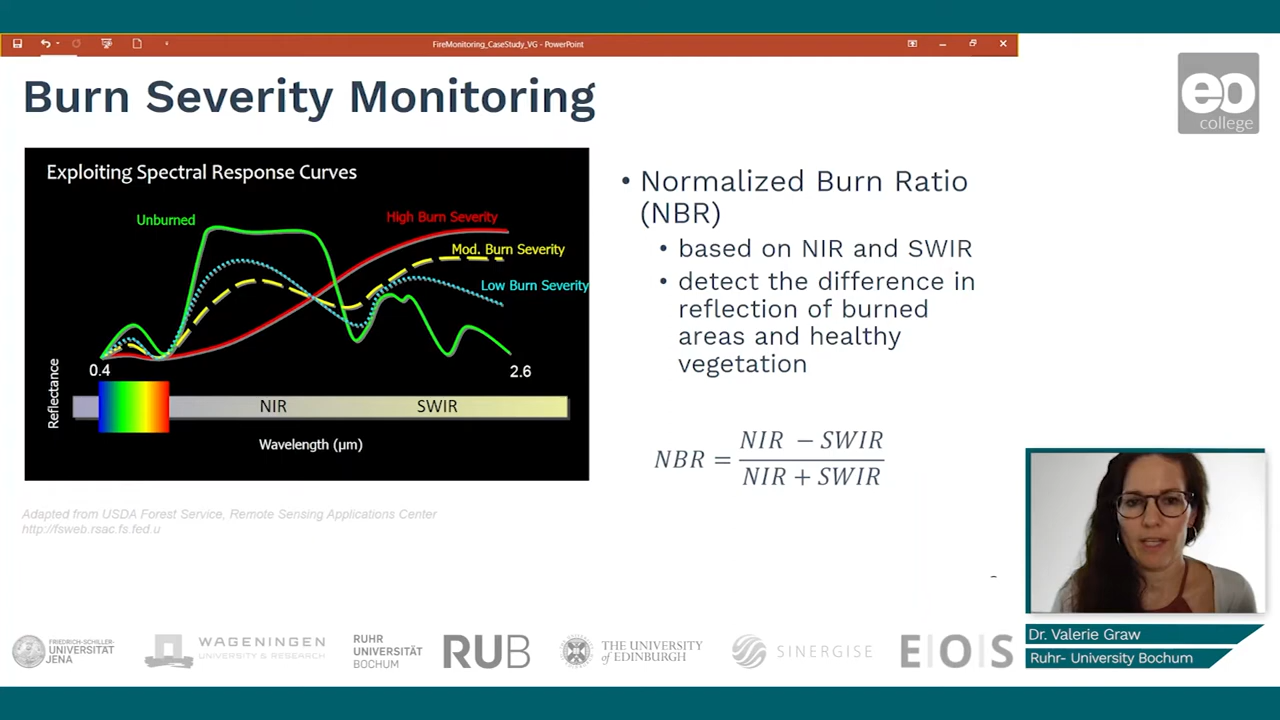 FireMonitoring_CaseStudy_VG - PowerPoint
Burn Severity Monitoring
eo
college
Exploiting Spectral Response Curves
Unburned
High Burn Severity
Mod. Burn Severity
Low Burn Severity
0.4
2.6
Reflectance
NIR
SWIR
Wavelength (µm)
Adapted from USDA Forest Service, Remote Sensing Applications Center
http://fsweb.rsac.fs.fed.u
• Normalized Burn Ratio
(NBR)
• based on NIR and SWIR
• detect the difference in
reflection of burned
areas and healthy
vegetation
NBR = (NIR − SWIR) / (NIR + SWIR)
Dr. Valerie Graw
Ruhr- University Bochum
FRIEDRICH-SCHILLER-
UNIVERSITÄT
JENA
WAGENINGEN
UNIVERSITY & RESEARCH
RUHR
UNIVERSITÄT
BOCHUM
RUB
THE UNIVERSITY
of EDINBURGH
SINERGISE
E|O|S